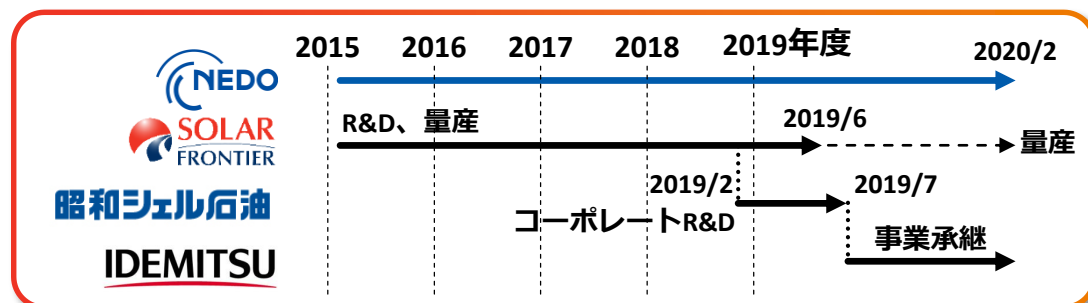 2015 2016 2017 2018 2019年度 2020/2
NEDO
SOLAR
FRONTIER
R&D、量産 2019/6 量産
昭和シェル石油 2019/2 2019/7
コーポレートR&D
IDEMITSU 事業承継